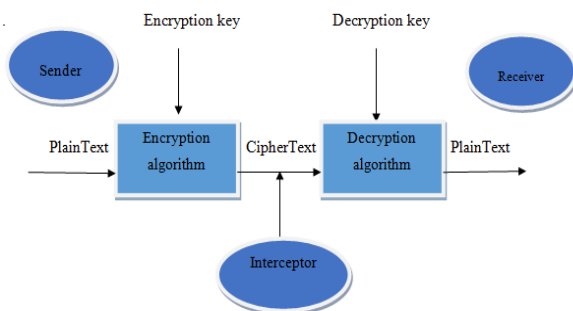 Encryption key
Decryption key
Sender
Receiver
PlainText
Encryption
algorithm
CipherText
Decryption
algorithm
PlainText
Interceptor